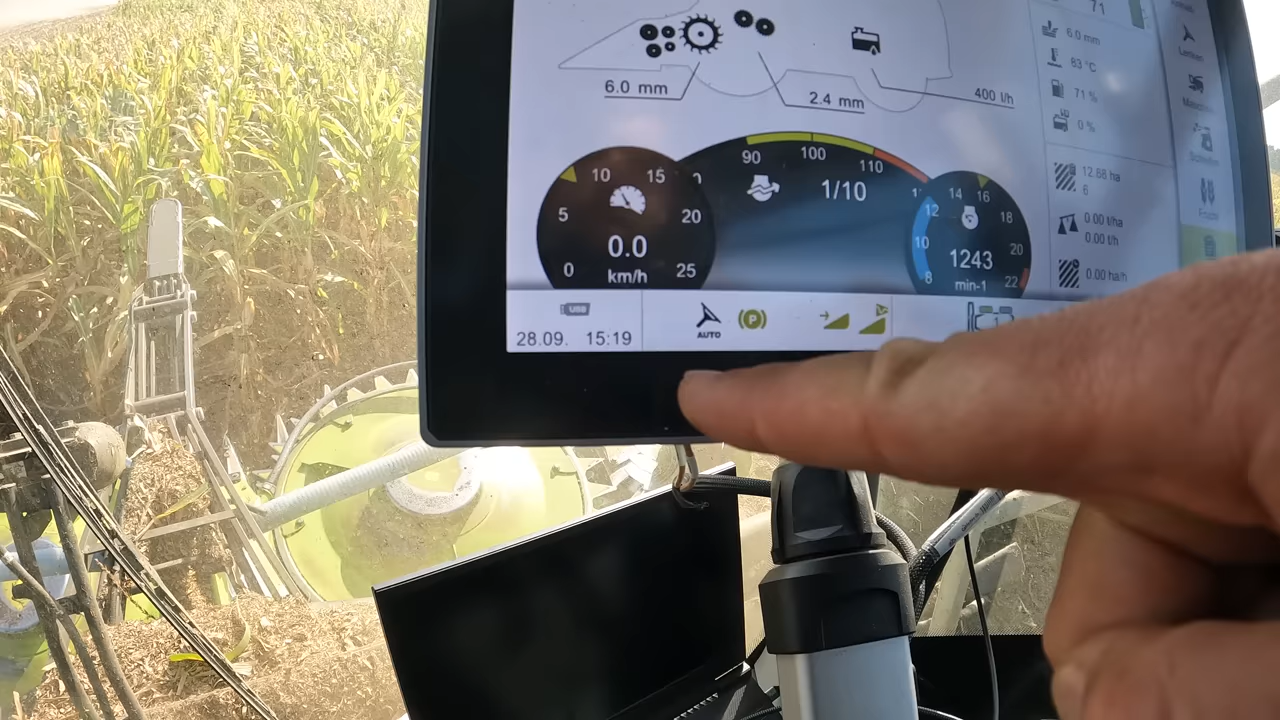 71
6.0 mm
83 °C
71 %
0 %
12.88 ha
6
0.00 t/ha
0.00 t/h
0.00 ha/h
6.0 mm
2.4 mm
400 l/h
90 100 110
1/10
0 5 10 15 20 25
0.0
km/h
8 10 12 14 16 18 20 22
1243
min-1
USB
28.09. 15:19
AUTO
P